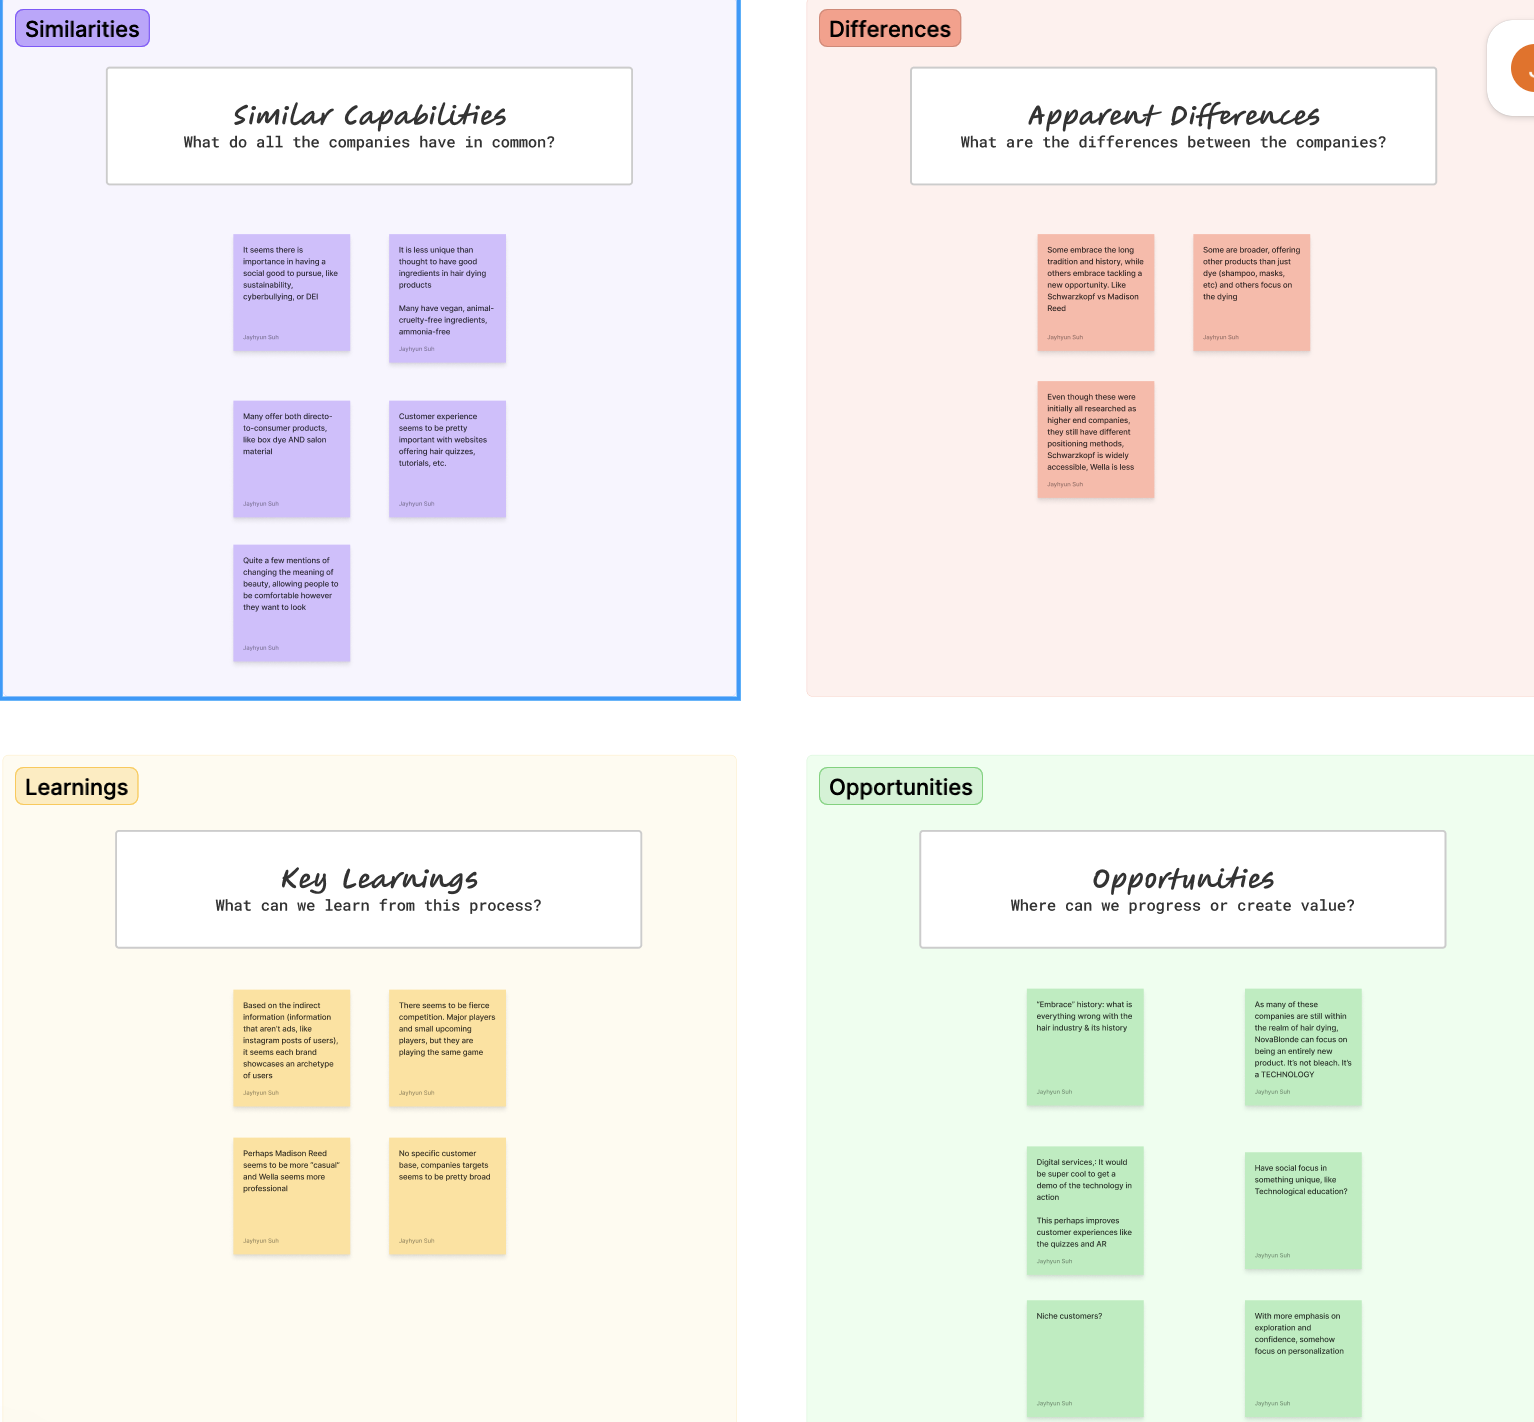 Similarities
Similar Capabilities
What do all the companies have in common?
It seems there is
importance in having a
social good to pursue, like
sustainability,
cyberbullying, or DEI
Jayhyun Suh
It is less unique than
thought to have good
ingredients in hair dying
products
Many have vegan, animal-
cruelty-free ingredients,
ammonia-free
Jayhyun Suh
Many offer both directo-
to-consumer products,
like box dye AND salon
material
Jayhyun Suh
Customer experience
seems to be pretty
important with websites
offering hair quizzes,
tutorials, etc.
Jayhyun Suh
Quite a few mentions of
changing the meaning of
beauty, allowing people to
be comfortable however
they want to look
Jayhyun Suh
Differences
Apparent Differences
What are the differences between the companies?
Some embrace the long
tradition and history, while
others embrace tackling a
new opportunity. Like
Schwarzkopf vs Madison
Reed
Jayhyun Suh
Some are broader, offering
other products than just
dye (shampoo, masks,
etc) and others focus on
the dying
Jayhyun Suh
Even though these were
initially all researched as
higher end companies,
they still have different
positioning methods,
Schwarzkopf is widely
accessible, Wella is less
Jayhyun Suh
Learnings
Key Learnings
What can we learn from this process?
Based on the indirect
information (information
that aren't ads, like
instagram posts of users),
it seems each brand
showcases an archetype
of users
Jayhyun Suh
There seems to be fierce
competition. Major players
and small upcoming
players, but they are
playing the same game
Jayhyun Suh
Perhaps Madison Reed
seems to be more "casual"
and Wella seems more
professional
Jayhyun Suh
No specific customer
base, companies targets
seems to be pretty broad
Jayhyun Suh
Opportunities
Opportunities
Where can we progress or create value?
"Embrace" history: what is
everything wrong with the
hair industry & its history
Jayhyun Suh
As many of these
companies are still within
the realm of hair dying,
NovaBlonde can focus on
being an entirely new
product. It's not bleach. It's
a TECHNOLOGY
Jayhyun Suh
Digital services,: It would
be super cool to get a
demo of the technology in
action
This perhaps improves
customer experiences like
the quizzes and AR
Jayhyun Suh
Have social focus in
something unique, like
Technological education?
Jayhyun Suh
Niche customers?
Jayhyun Suh
With more emphasis on
exploration and
confidence, somehow
focus on personalization
Jayhyun Suh